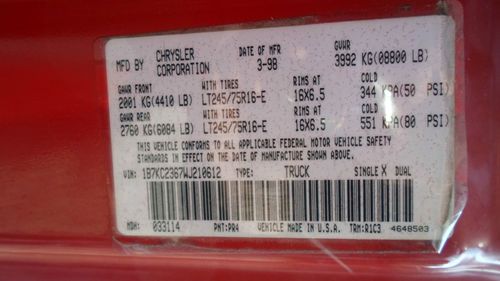 MFD BY CHRYSLER CORPORATION DATE OF MFR 3-98 GVWR 3992 KG(08800 LB)
GAWR FRONT WITH TIRES RIMS AT COLD
2001 KG(4410 LB) LT245/75R16-E 16X6.5 344 KPA(50 PSI)
GAWR REAR WITH TIRES RIMS AT COLD
2760 KG(6084 LB) LT245/75R16-E 16X6.5 551 KPA(80 PSI)
THIS VEHICLE CONFORMS TO ALL APPLICABLE FEDERAL MOTOR VEHICLE SAFETY
STANDARDS IN EFFECT ON THE DATE OF MANUFACTURE SHOWN ABOVE
VIN: 1B7KC2367WJ210612 TYPE: TRUCK SINGLE X DUAL
MDH: 033114 PNT:PR4 VEHICLE MADE IN U.S.A. TRM:R1C3 4648503